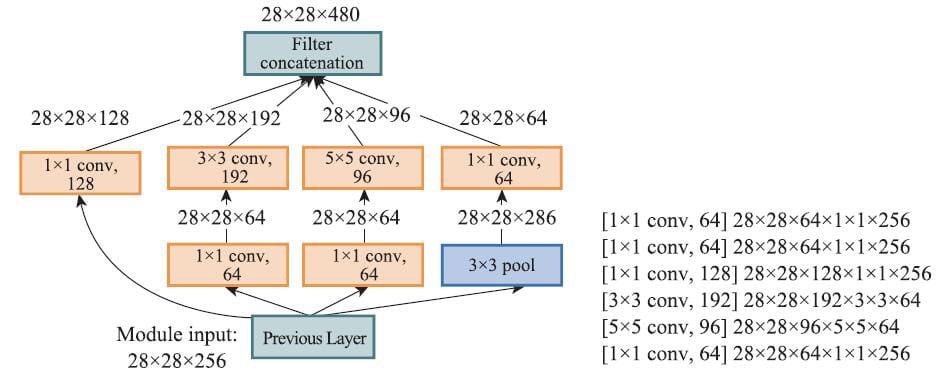 28×28×480
Filter
concatenation
28×28×128
28×28×192
28×28×96
28×28×64
1×1 conv,
128
3×3 conv,
192
5×5 conv,
96
1×1 conv,
64
28×28×64
28×28×64
28×28×286
1×1 conv,
64
1×1 conv,
64
3×3 pool
Module input:
28×28×256
Previous Layer
[1×1 conv, 64] 28×28×64×1×1×256
[1×1 conv, 64] 28×28×64×1×1×256
[1×1 conv, 128] 28×28×128×1×1×256
[3×3 conv, 192] 28×28×192×3×3×64
[5×5 conv, 96] 28×28×96×5×5×64
[1×1 conv, 64] 28×28×64×1×1×256